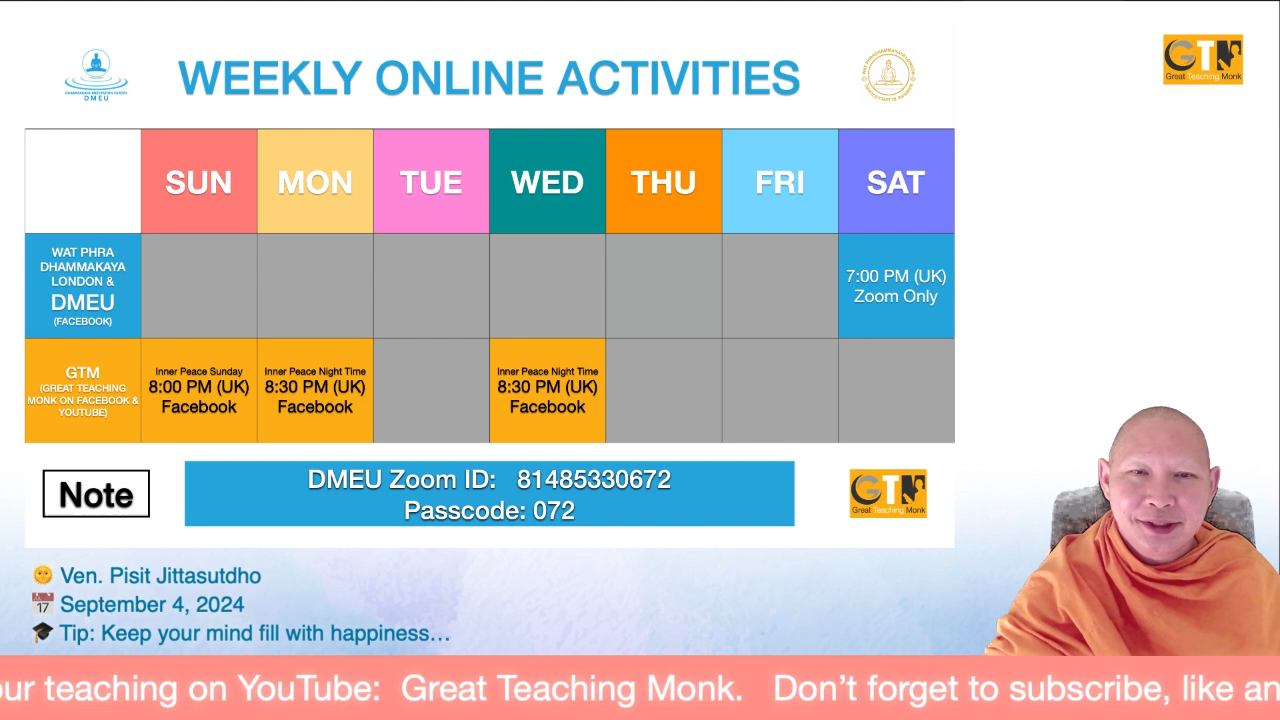 WEEKLY ONLINE ACTIVITIES
DMEU
GTM
Great Teaching Monk
SUN MON TUE WED THU FRI SAT
WAT PHRA
DHAMMAKAYA
LONDON &
DMEU
(FACEBOOK)
7:00 PM (UK)
Zoom Only
GTM
(GREAT TEACHING
MONK ON FACEBOOK &
YOUTUBE)
Inner Peace Sunday
8:00 PM (UK)
Facebook
Inner Peace Night Time
8:30 PM (UK)
Facebook
Inner Peace Night Time
8:30 PM (UK)
Facebook
Note
DMEU Zoom ID: 81485330672
Passcode: 072
GTM
Great Teaching Monk
Ven. Pisit Jittasutdho
September 4, 2024
Tip: Keep your mind fill with happiness...
our teaching on YouTube: Great Teaching Monk. Don't forget to subscribe, like an